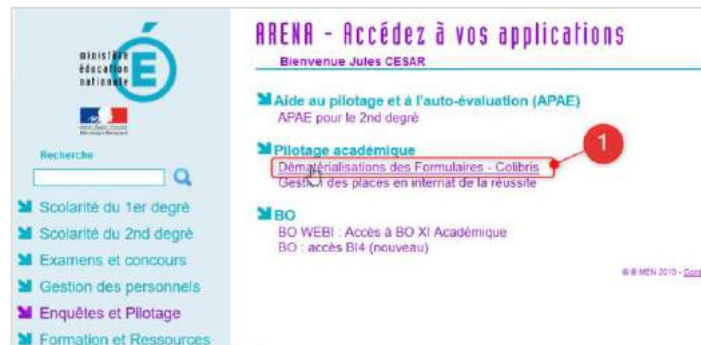 ministère
éducation
nationale
Recherche
Scolarité du 1er degré
Scolarité du 2nd degré
Examens et concours
Gestion des personnels
Enquêtes et Pilotage
Formation et Ressources
ARENA - Accédez à vos applications
Bienvenue Jules CESAR
Aide au pilotage et à l'auto-évaluation (APAE)
APAE pour le 2nd degré
Pilotage académique
Dématérialisations des Formulaires - Colibris
1
Gestion des places en internat de la réussite
BO
BO WEBI : Accès à BO XI Académique
BO : accès BI4 (nouveau)